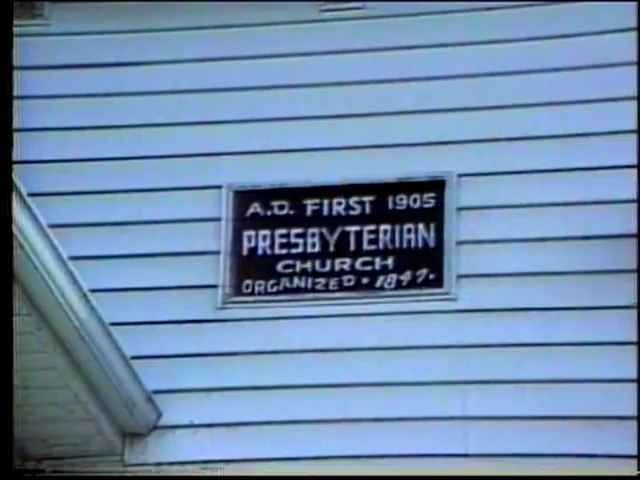 A.D. FIRST 1905
PRESBYTERIAN
CHURCH
ORGANIZED • 1847•